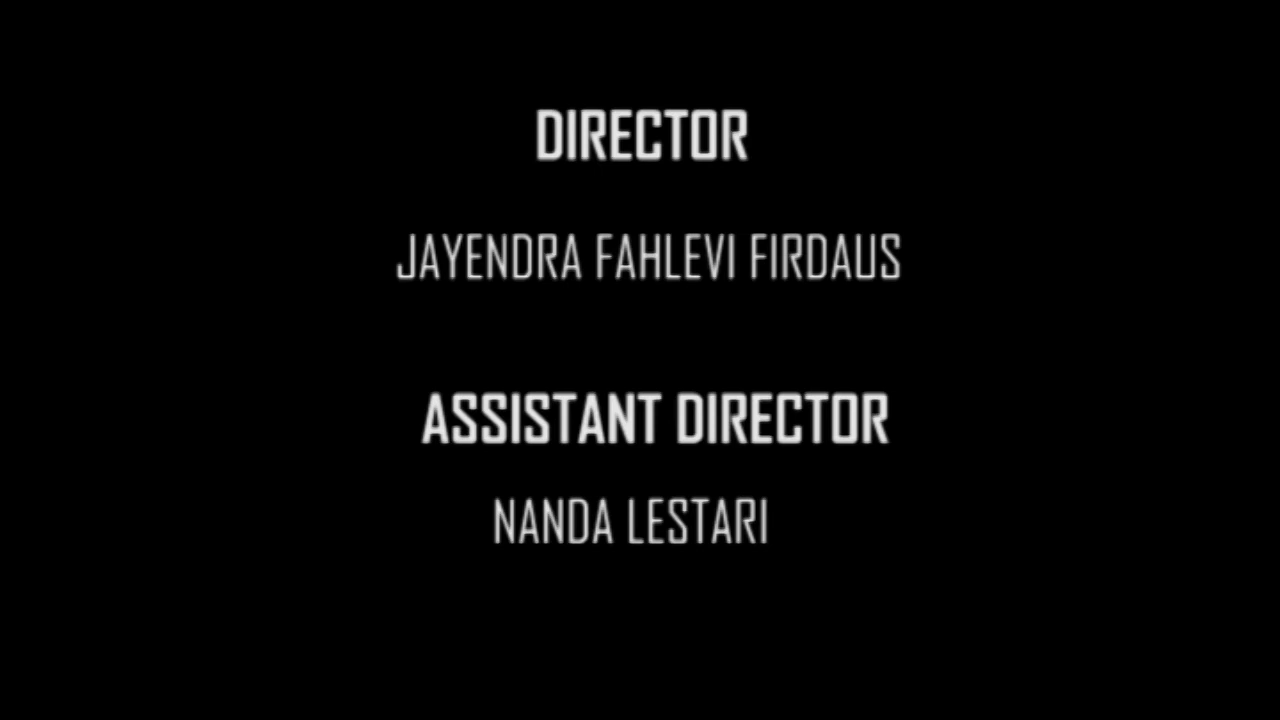 DIRECTOR
JAYENDRA FAHLEVI FIRDAUS
ASSISTANT DIRECTOR
NANDA LESTARI